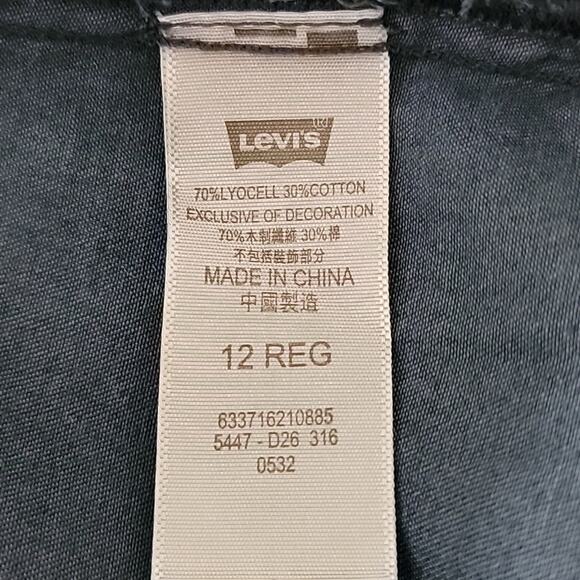 LEVI'S
70%LYOCELL 30%COTTON
EXCLUSIVE OF DECORATION
70%木制纖維 30%棉
不包括裝飾部分
MADE IN CHINA
中國製造
12 REG
633716210885
5447 - D26 316
0532